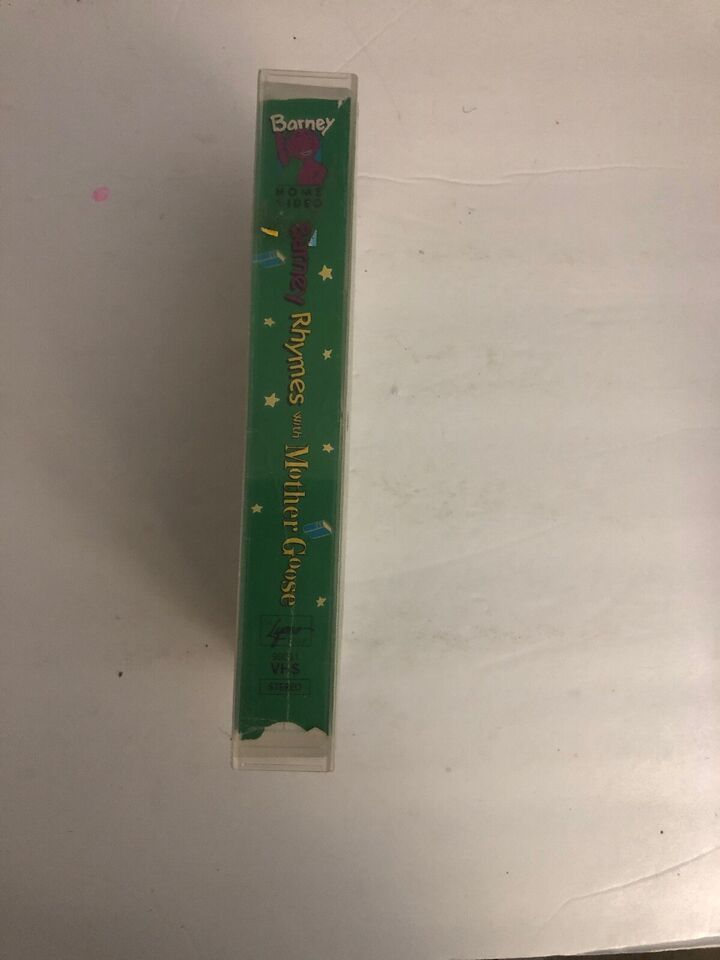 Barney
HOME
VIDEO
Barney Rhymes with Mother Goose
VHS
STEREO